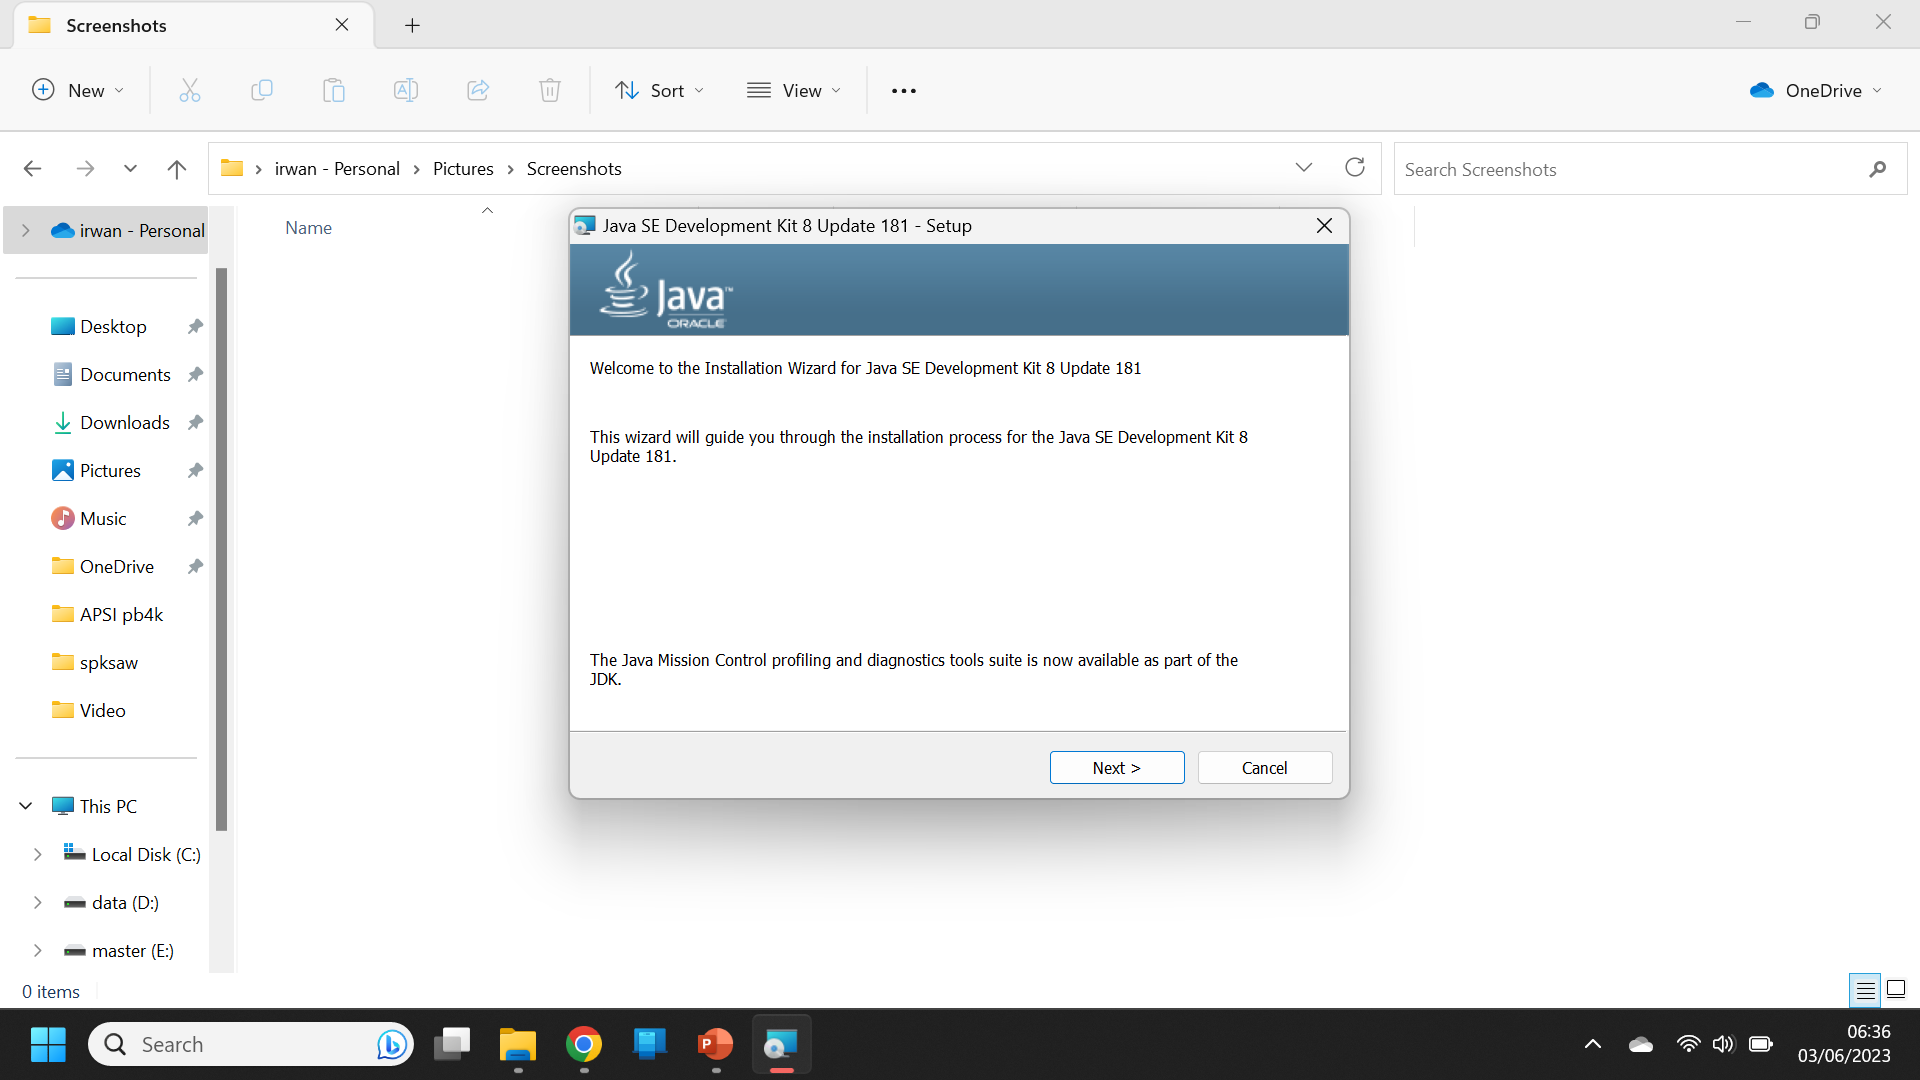 Screenshots
New
Sort
View
OneDrive
irwan - Personal
Pictures
Screenshots
Search Screenshots
irwan - Personal
Name
Desktop
Documents
Downloads
Pictures
Music
OneDrive
APSI pb4k
spksaw
Video
This PC
Local Disk (C:)
data (D:)
master (E:)
0 items
Java SE Development Kit 8 Update 181 - Setup
Java™
ORACLE
Welcome to the Installation Wizard for Java SE Development Kit 8 Update 181
This wizard will guide you through the installation process for the Java SE Development Kit 8
Update 181.
The Java Mission Control profiling and diagnostics tools suite is now available as part of the
JDK.
Next >
Cancel
Search
06:36
03/06/2023